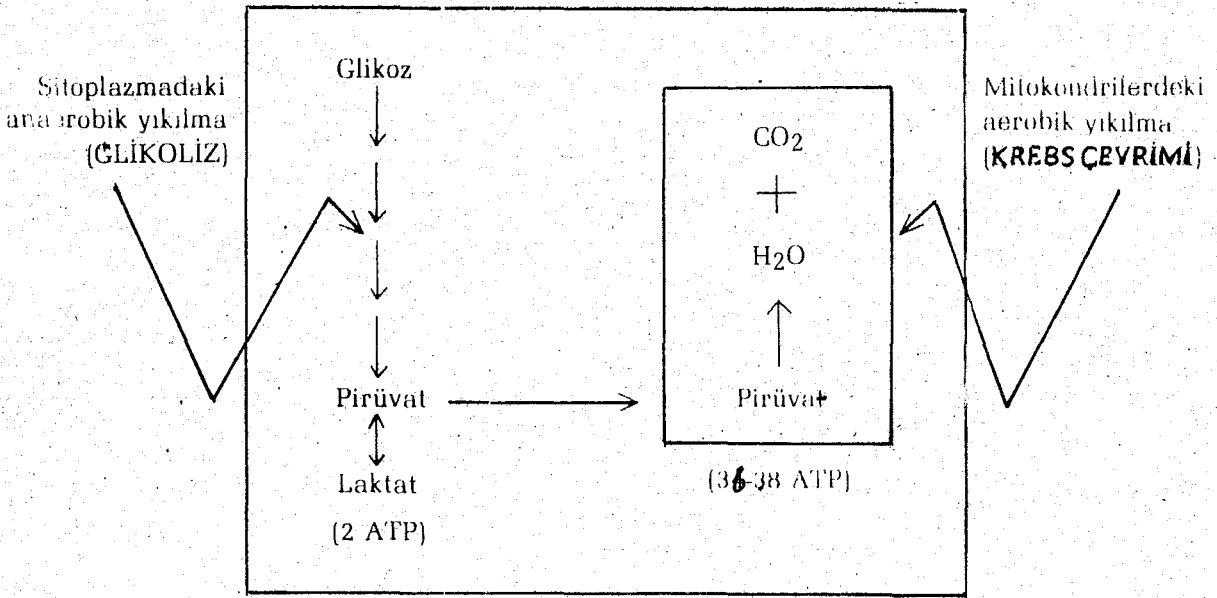 Sitoplazmadaki
anaerobik yıkılma
(GLİKOLİZ)
Glikoz
Pirüvat
Laktat
(2 ATP)
CO2
+
H2O
Pirüvat
(36-38 ATP)
Mitokondrilerdeki
aerobik yıkılma
(KREBS ÇEVRİMİ)